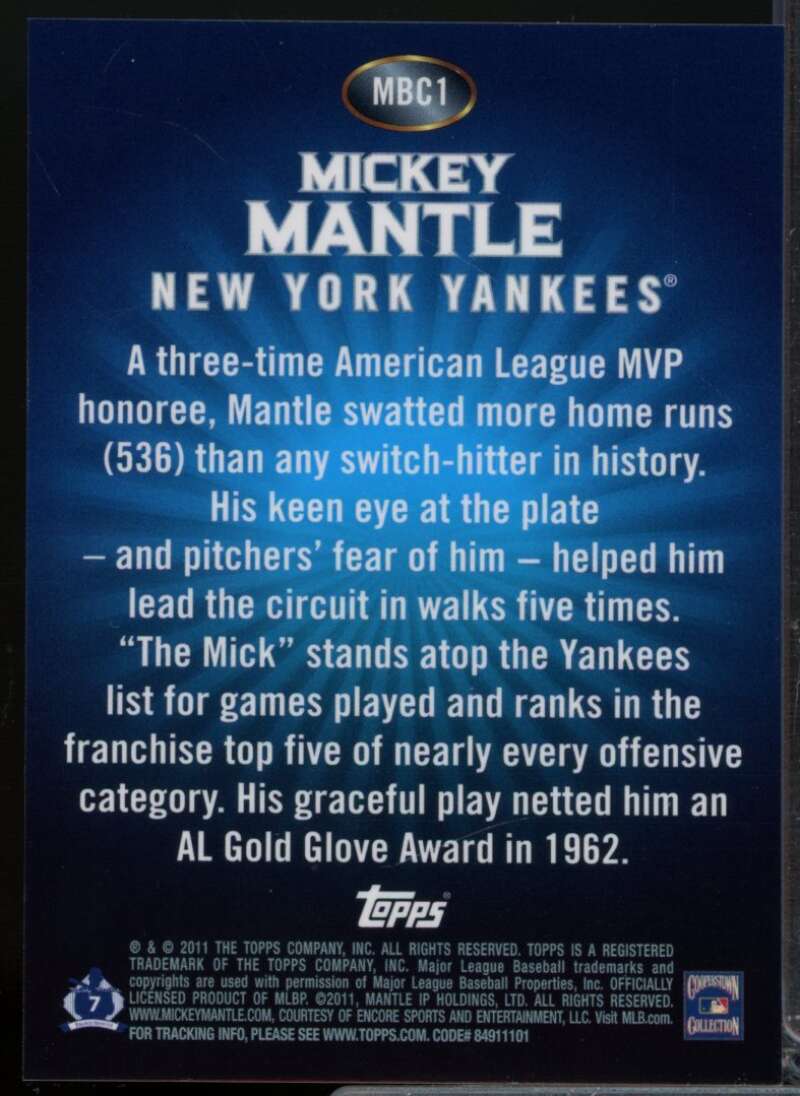 MBC1
MICKEY
MANTLE
NEW YORK YANKEES®
A three-time American League MVP
honoree, Mantle swatted more home runs
(536) than any switch-hitter in history.
His keen eye at the plate
– and pitchers’ fear of him – helped him
lead the circuit in walks five times.
“The Mick” stands atop the Yankees
list for games played and ranks in the
franchise top five of nearly every offensive
category. His graceful play netted him an
AL Gold Glove Award in 1962.
topps®
® & © 2011 THE TOPPS COMPANY, INC. ALL RIGHTS RESERVED. TOPPS IS A REGISTERED
TRADEMARK OF THE TOPPS COMPANY, INC. Major League Baseball trademarks and
copyrights are used with permission of Major League Baseball Properties, Inc. OFFICIALLY
LICENSED PRODUCT OF MLBP. ©2011, MANTLE IP HOLDINGS, LTD. ALL RIGHTS RESERVED.
WWW.MICKEYMANTLE.COM, COURTESY OF ENCORE SPORTS AND ENTERTAINMENT, LLC. Visit MLB.com.
FOR TRACKING INFO, PLEASE SEE WWW.TOPPS.COM. CODE# 84911101
7
COOPERSTOWN
COLLECTION